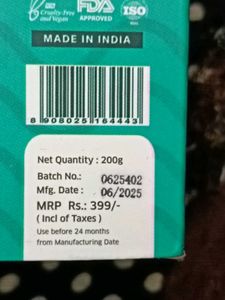 Cruelty-Free
and Vegan
FDA
APPROVED
ISO
MADE IN INDIA
8 908025 164443
Net Quantity : 200g
Batch No.: 0625402
Mfg. Date : 06/2025
MRP Rs.: 399/-
( Incl of Taxes )
Use before 24 months
from Manufacturing Date